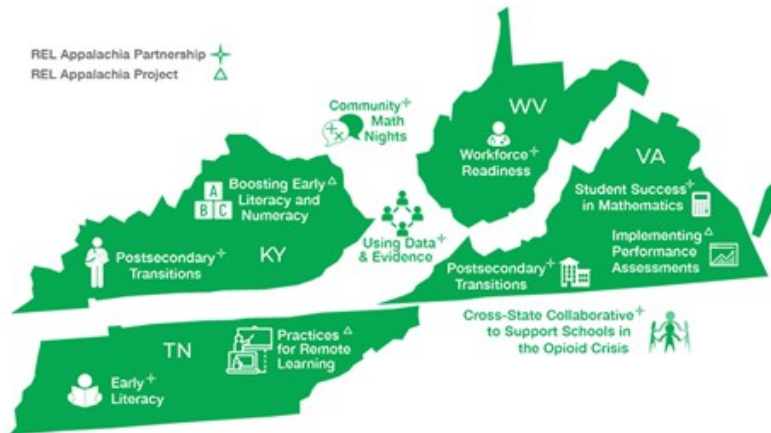 REL Appalachia Partnership
REL Appalachia Project
Community
Math
Nights
WV
Workforce
Readiness
VA
Student Success
in Mathematics
Implementing
Performance
Assessments
Postsecondary
Transitions
Boosting Early
Literacy and
Numeracy
A
B C
Postsecondary
Transitions
KY
Using Data
& Evidence
Cross-State Collaborative
to Support Schools in
the Opioid Crisis
TN
Practices
for Remote
Learning
Early
Literacy